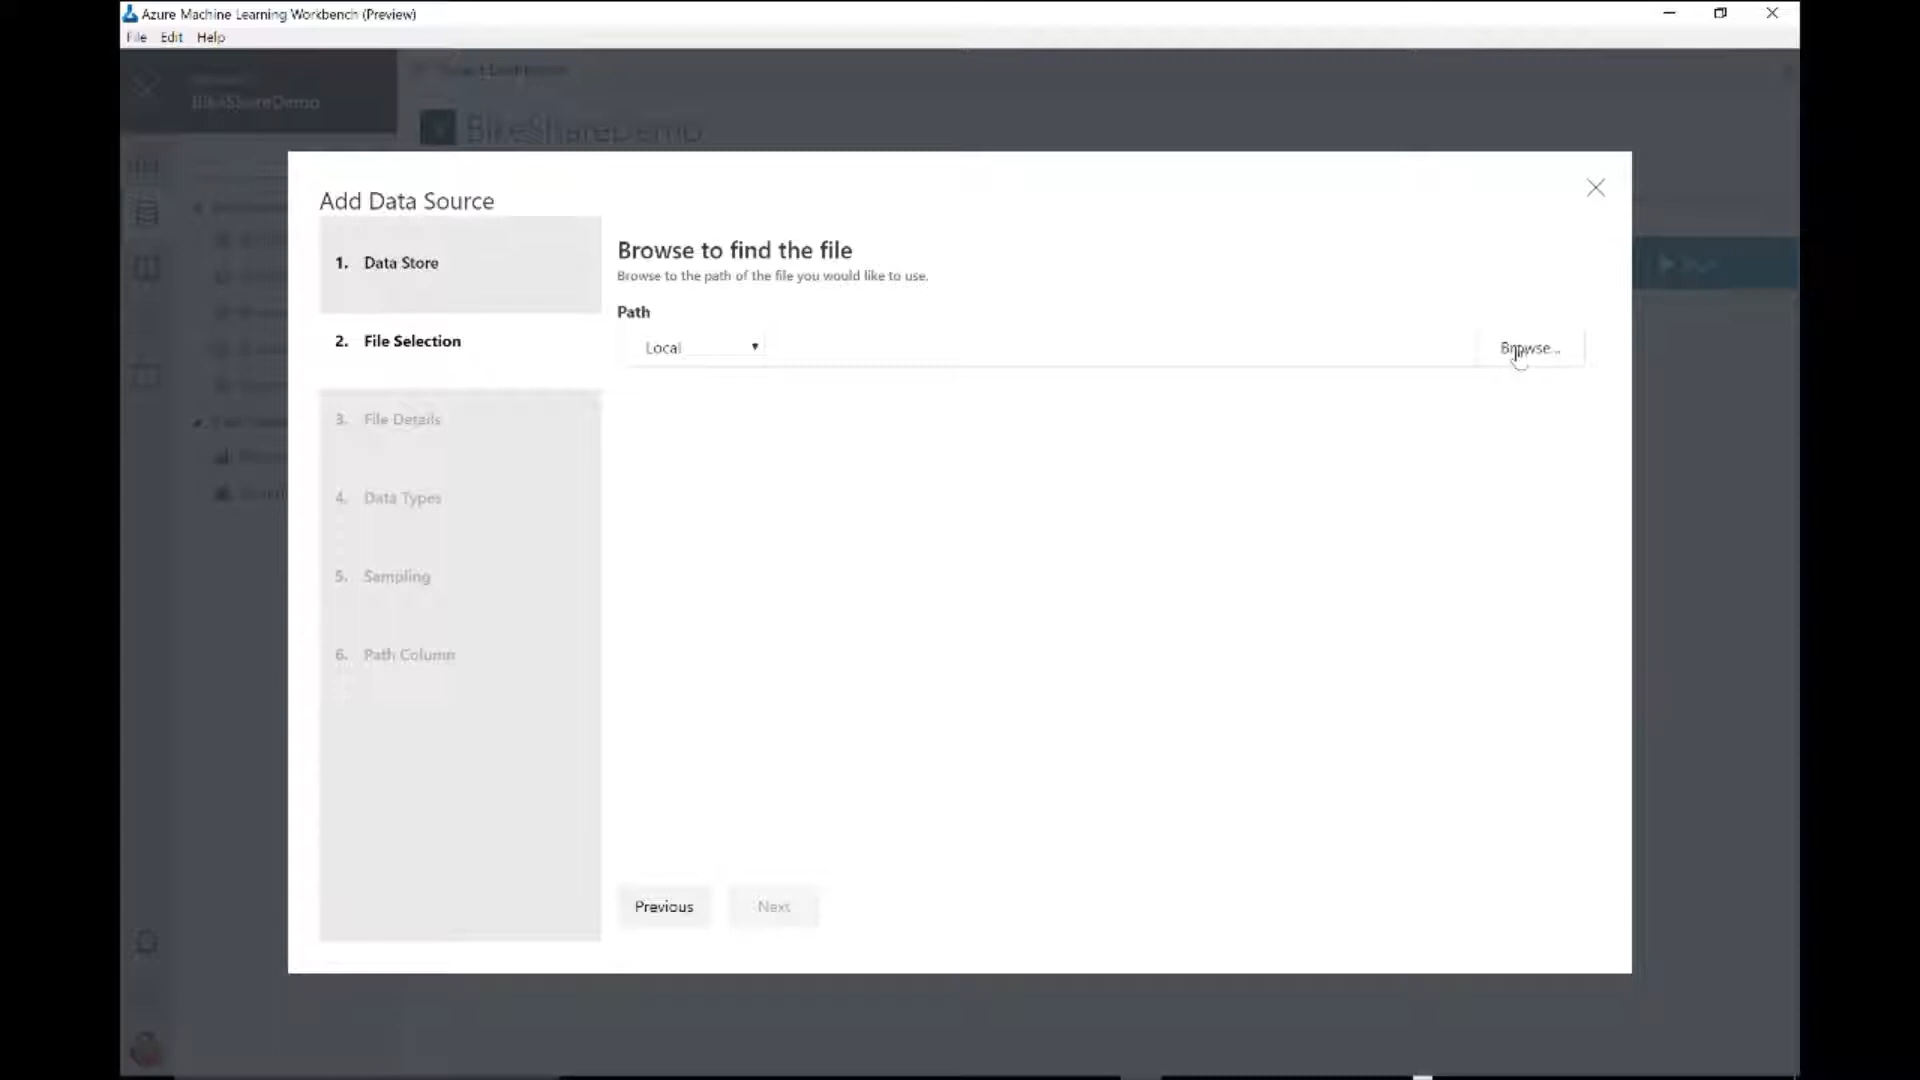 Azure Machine Learning Workbench (Preview)
File Edit Help
BikeShareDemo
BikeShareDemo
Add Data Source
1. Data Store
2. File Selection
3. File Details
4. Data Types
5. Sampling
6. Path Column
Browse to find the file
Browse to the path of the file you would like to use.
Path
Local
Browse...
Previous
Next